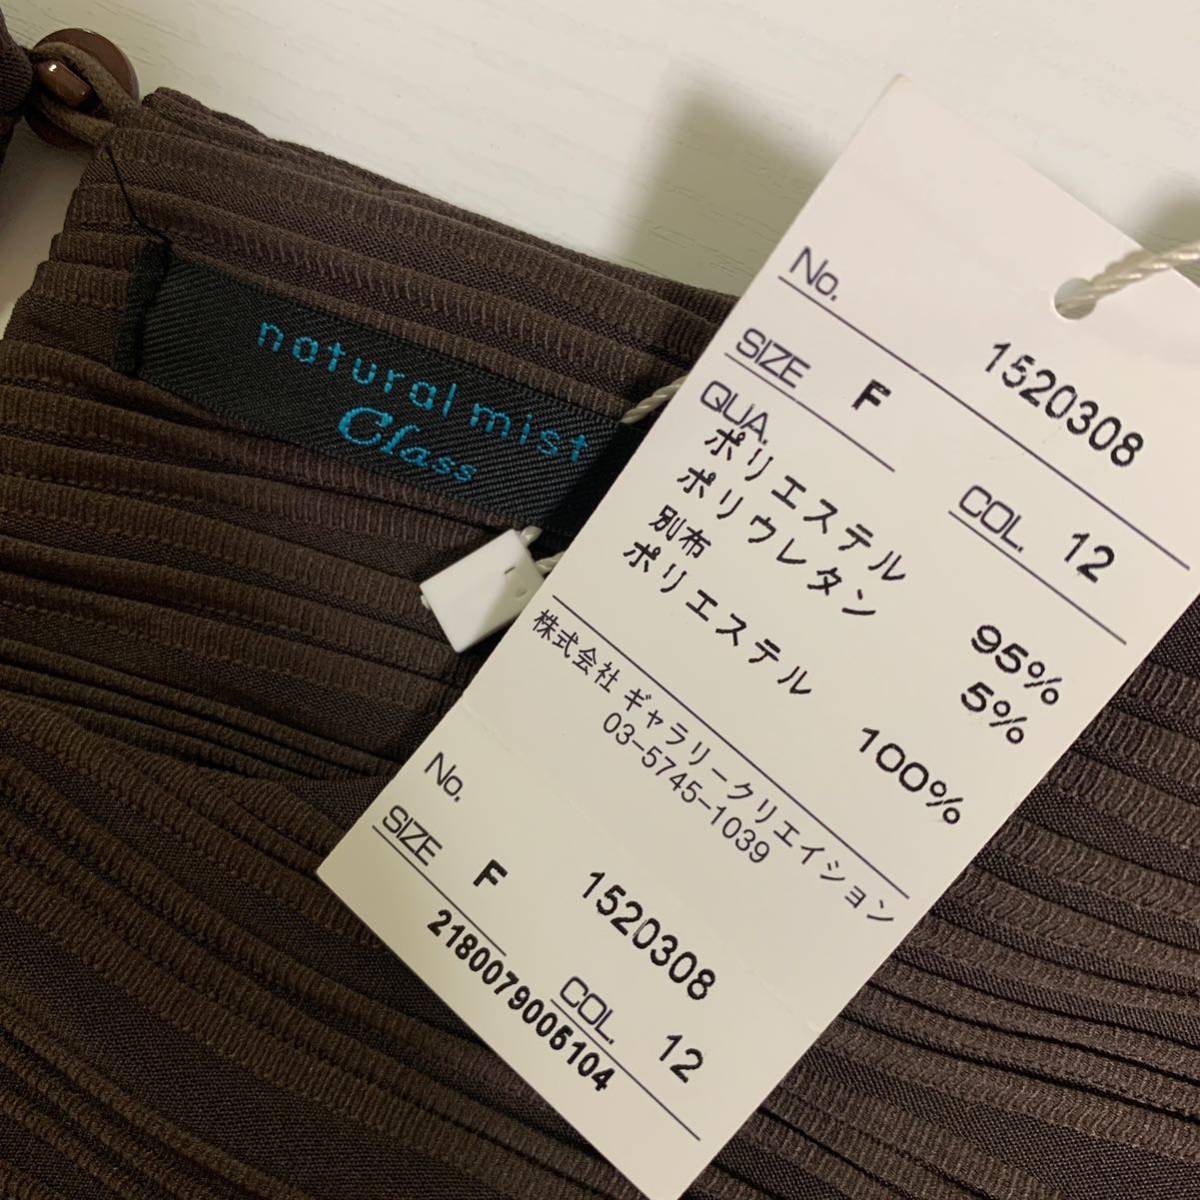 natural mist
Class
No. 1520308
SIZE F COL. 12
QUA.
ポリエステル 95%
ポリウレタン 5%
別布
ポリエステル 100%
株式会社 ギャラリークリエイション
03-5745-1039
No. 1520308
SIZE F COL. 12
2180079005104